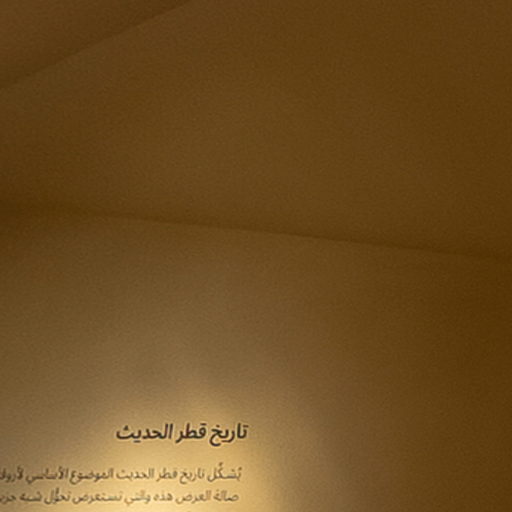 تاريخ قطر الحديث
يُشكّل تاريخ قطر الحديث الموضوع الأساسي
صالة العرض هذه والتي تستعرض تحوّل شبه